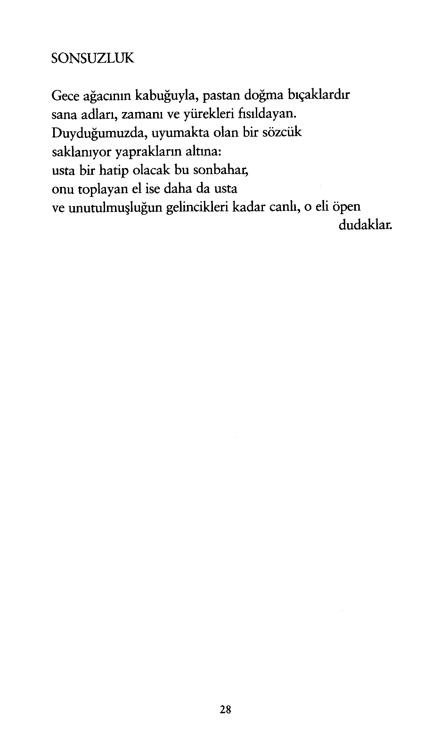 SONSUZLUK
Gece ağacının kabuğuyla, pastan doğma bıçaklardır
sana adları, zamanı ve yürekleri fısıldayan.
Duyduğumuzda, uyumakta olan bir sözcük
saklanıyor yaprakların altına:
usta bir hatip olacak bu sonbahar,
onu toplayan el ise daha da usta
ve unutulmuşluğun gelincikleri kadar canlı, o eli öpen
dudaklar.
28